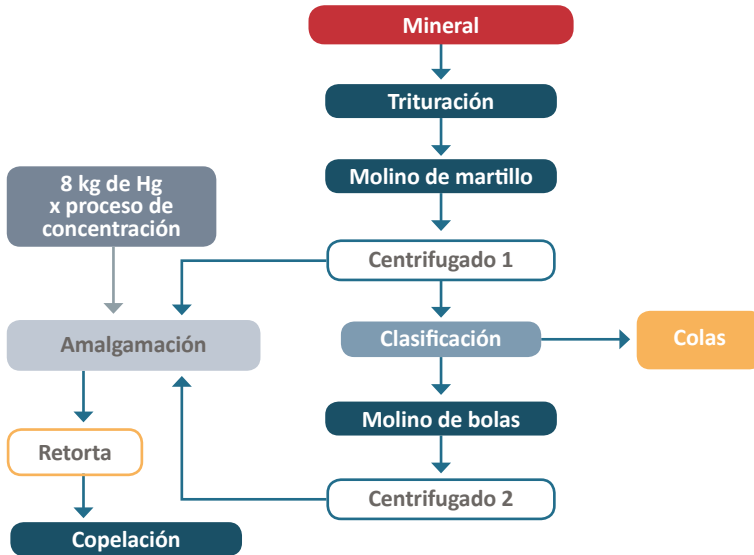 Mineral
Trituración
Molino de martillo
8 kg de Hg
x proceso de
concentración
Centrifugado 1
Amalgamación
Clasificación
Colas
Molino de bolas
Retorta
Centrifugado 2
Copelación